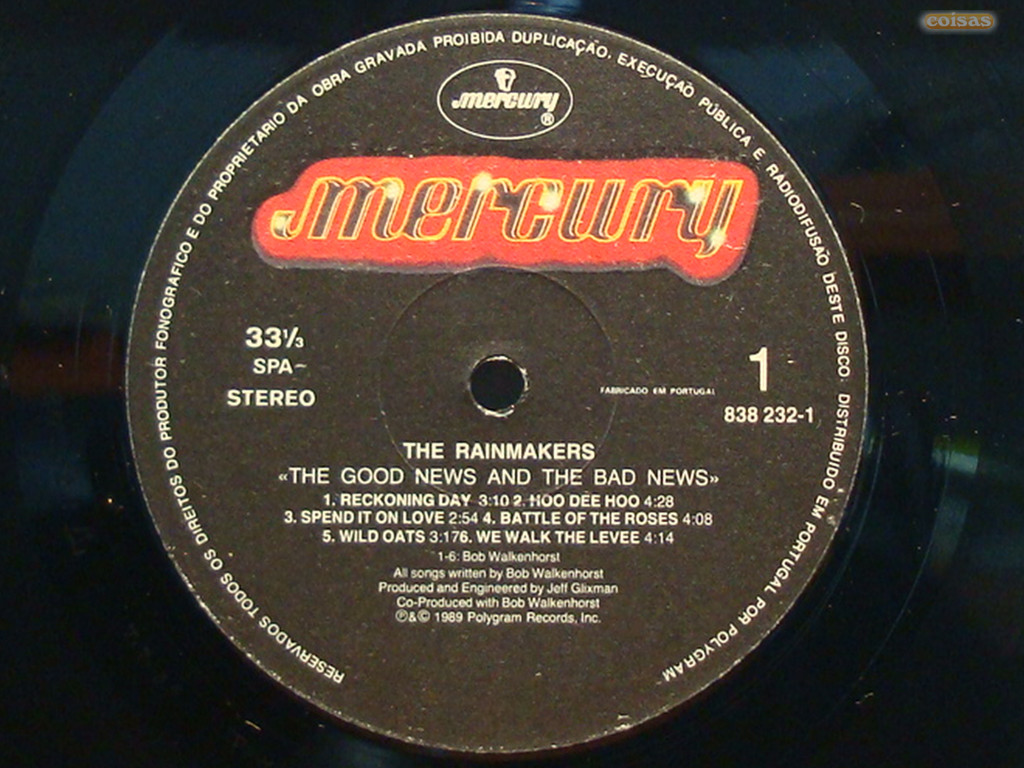 coisas
RESERVADOS TODOS OS DIREITOS DO PRODUTOR FONOGRAFICO E DO PROPRIETARIO DA OBRA GRAVADA PROIBIDA DUPLICAÇAO, EXECUÇAO PÚBLICA E RADIODIFUSAO DESTE DISCO. DISTRIBUIDO EM PORTUGAL POR POLYGRAM
mercury
®
mercury
33⅓
SPA~
STEREO
1
FABRICADO EM PORTUGAL
838 232-1
THE RAINMAKERS
«THE GOOD NEWS AND THE BAD NEWS»
1. RECKONING DAY 3:10 2. HOO DEE HOO 4:28
3. SPEND IT ON LOVE 2:54 4. BATTLE OF THE ROSES 4:08
5. WILD OATS 3:176. WE WALK THE LEVEE 4:14
1-6: Bob Walkenhorst
All songs written by Bob Walkenhorst
Produced and Engineered by Jeff Glixman
Co-Produced with Bob Walkenhorst
℗&© 1989 Polygram Records, Inc.